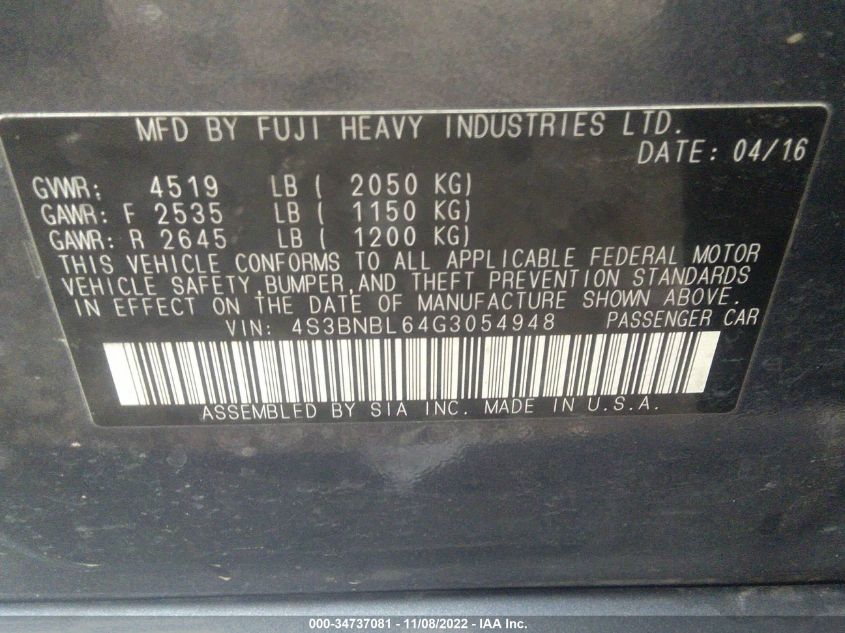 MFD BY FUJI HEAVY INDUSTRIES LTD.
DATE: 04/16
GVWR: 4519 LB ( 2050 KG)
GAWR: F 2535 LB ( 1150 KG)
GAWR: R 2645 LB ( 1200 KG)
THIS VEHICLE CONFORMS TO ALL APPLICABLE FEDERAL MOTOR
VEHICLE SAFETY,BUMPER,AND THEFT PREVENTION STANDARDS
IN EFFECT ON THE DATE OF MANUFACTURE SHOWN ABOVE.
VIN: 4S3BNBL64G3054948 PASSENGER CAR
ASSEMBLED BY SIA INC. MADE IN U.S.A.
000-34737081 - 11/08/2022 - IAA Inc.